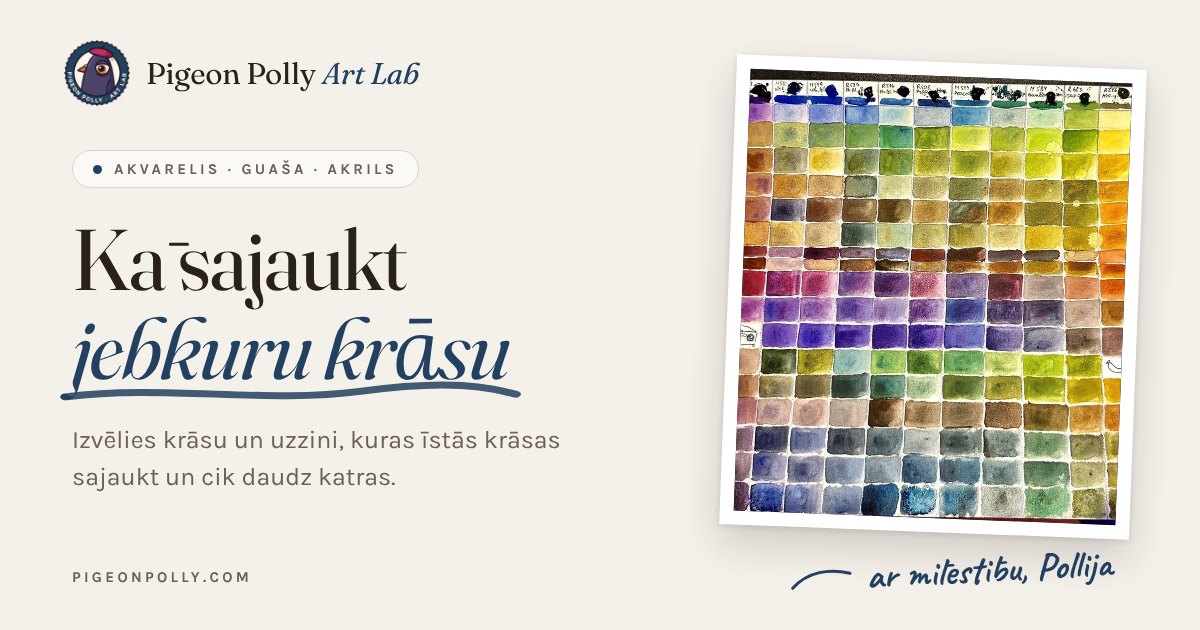 Pigeon Polly Art Lab
AKVARELIS · GUAŠA · AKRILS
Kā sajaukt
jebkuru krāsu
Izvēlies krāsu un uzzini, kuras īstās krāsas
sajaukt un cik daudz katras.
PIGEONPOLLY.COM
ar mīlestību, Pollija